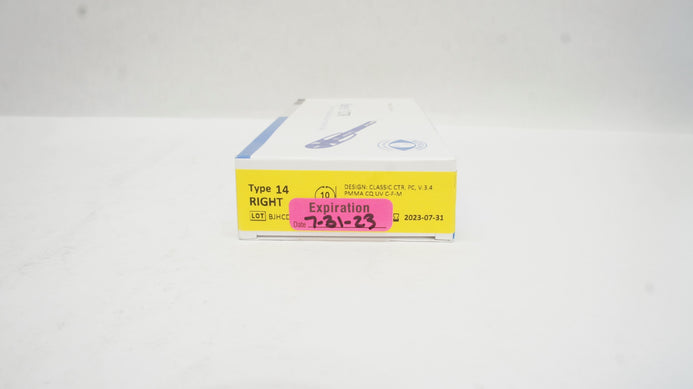 Type 14
RIGHT
10
DESIGN: CLASSIC CTR, PC, V.3.4
PMMA CQ UV C-F-M
LOT BJHCD
2023-07-31
Expiration
Date 7-31-23